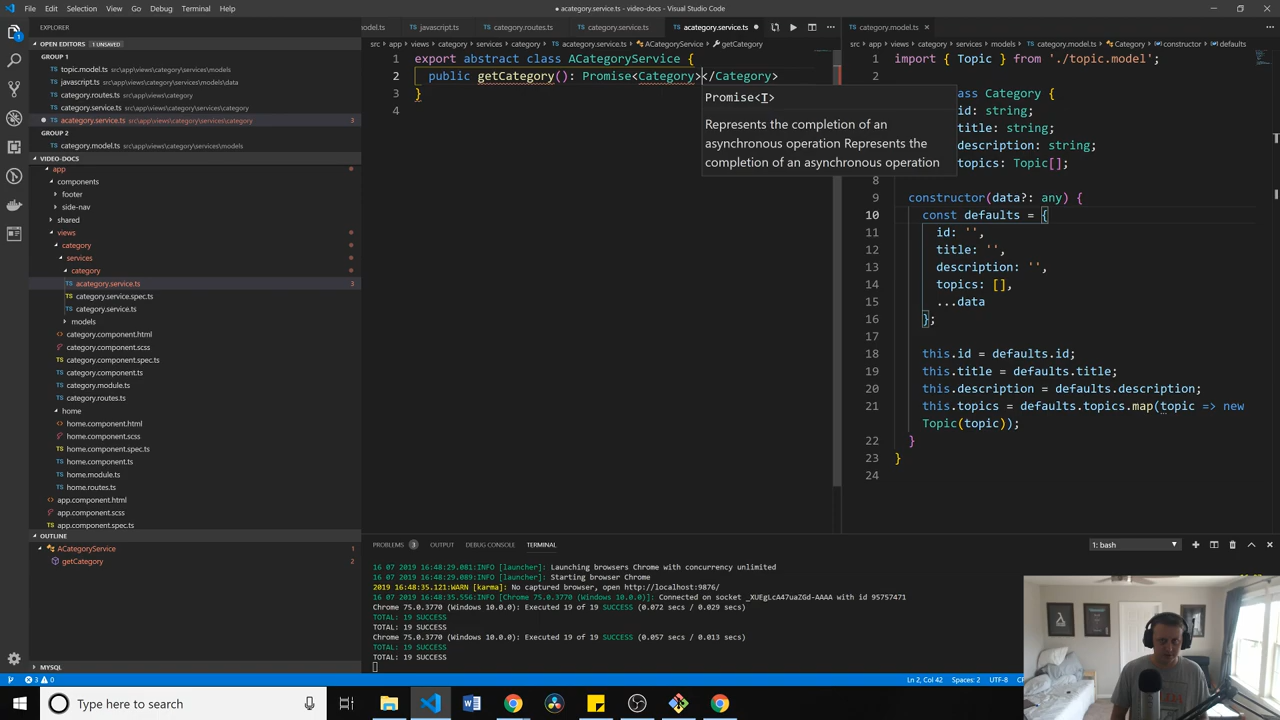 File Edit Selection View Go Debug Terminal Help
● acategory.service.ts - video-docs - Visual Studio Code
EXPLORER
OPEN EDITORS 1 UNSAVED
GROUP 1
TS topic.model.ts src\app\views\category\services\models
TS javascript.ts src\app\views\category\services\models\data
TS category.routes.ts src\app\views\category
TS category.service.ts src\app\views\category\services\category
● TS acategory.service.ts src\app\views\category\services\category 3
GROUP 2
TS category.model.ts src\app\views\category\services\models
VIDEO-DOCS
app
components
footer
side-nav
shared
views
category
services
category
TS acategory.service.ts 3
TS category.service.spec.ts
TS category.service.ts
models
<> category.component.html
category.component.scss
TS category.component.spec.ts
TS category.component.ts
TS category.module.ts
TS category.routes.ts
home
<> home.component.html
home.component.scss
TS home.component.spec.ts
TS home.component.ts
TS home.module.ts
TS home.routes.ts
<> app.component.html
app.component.scss
TS app.component.spec.ts
OUTLINE
ACategoryService 1
getCategory 2
MYSQL
odel.ts TS javascript.ts TS category.routes.ts TS category.service.ts TS acategory.service.ts ●
src › app › views › category › services › category › TS acategory.service.ts › ACategoryService › getCategory
1 export abstract class ACategoryService {
2 public getCategory(): Promise<Category></Category>
3 }
4
Promise<T>
Represents the completion of an
asynchronous operation Represents the
completion of an asynchronous operation
TS category.model.ts ×
src › app › views › category › services › models › TS category.model.ts › Category › constructor › defaults
1 import { Topic } from './topic.model';
2
ass Category {
id: string;
title: string;
description: string;
topics: Topic[];
8
9 constructor(data?: any) {
10 const defaults = {
11 id: '',
12 title: '',
13 description: '',
14 topics: [],
15 ...data
16 };
17
18 this.id = defaults.id;
19 this.title = defaults.title;
20 this.description = defaults.description;
21 this.topics = defaults.topics.map(topic => new
Topic(topic));
22 }
23 }
24
PROBLEMS 3 OUTPUT DEBUG CONSOLE TERMINAL
1: bash
16 07 2019 16:48:29.081:INFO [launcher]: Launching browsers Chrome with concurrency unlimited
16 07 2019 16:48:29.089:INFO [launcher]: Starting browser Chrome
16 07 2019 16:48:35.121:WARN [karma]: No captured browser, open http://localhost:9876/
16 07 2019 16:48:35.556:INFO [Chrome 75.0.3770 (Windows 10.0.0)]: Connected on socket _XUEgLcA47uaZGd-AAAA with id 95757471
Chrome 75.0.3770 (Windows 10.0.0): Executed 19 of 19 SUCCESS (0.072 secs / 0.029 secs)
TOTAL: 19 SUCCESS
TOTAL: 19 SUCCESS
Chrome 75.0.3770 (Windows 10.0.0): Executed 19 of 19 SUCCESS (0.057 secs / 0.013 secs)
TOTAL: 19 SUCCESS
TOTAL: 19 SUCCESS
3 0 Ln 2, Col 42 Spaces: 2 UTF-8
Type here to search